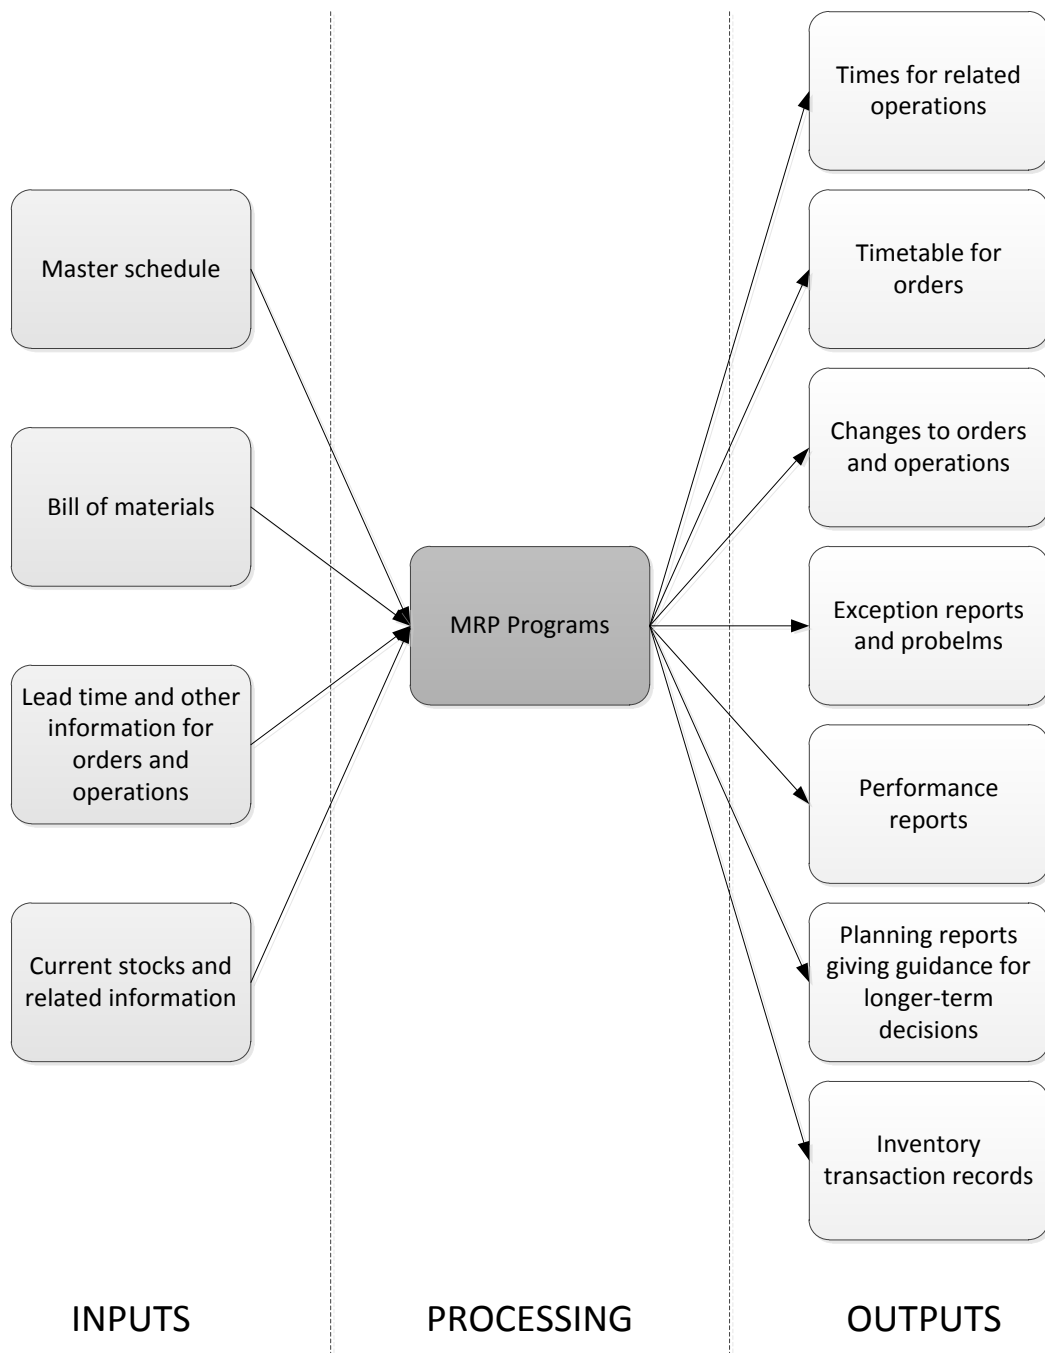 Master schedule
Bill of materials
Lead time and other
information for
orders and
operations
Current stocks and
related information
MRP Programs
Times for related
operations
Timetable for
orders
Changes to orders
and operations
Exception reports
and probelms
Performance
reports
Planning reports
giving guidance for
longer-term
decisions
Inventory
transaction records
INPUTS
PROCESSING
OUTPUTS